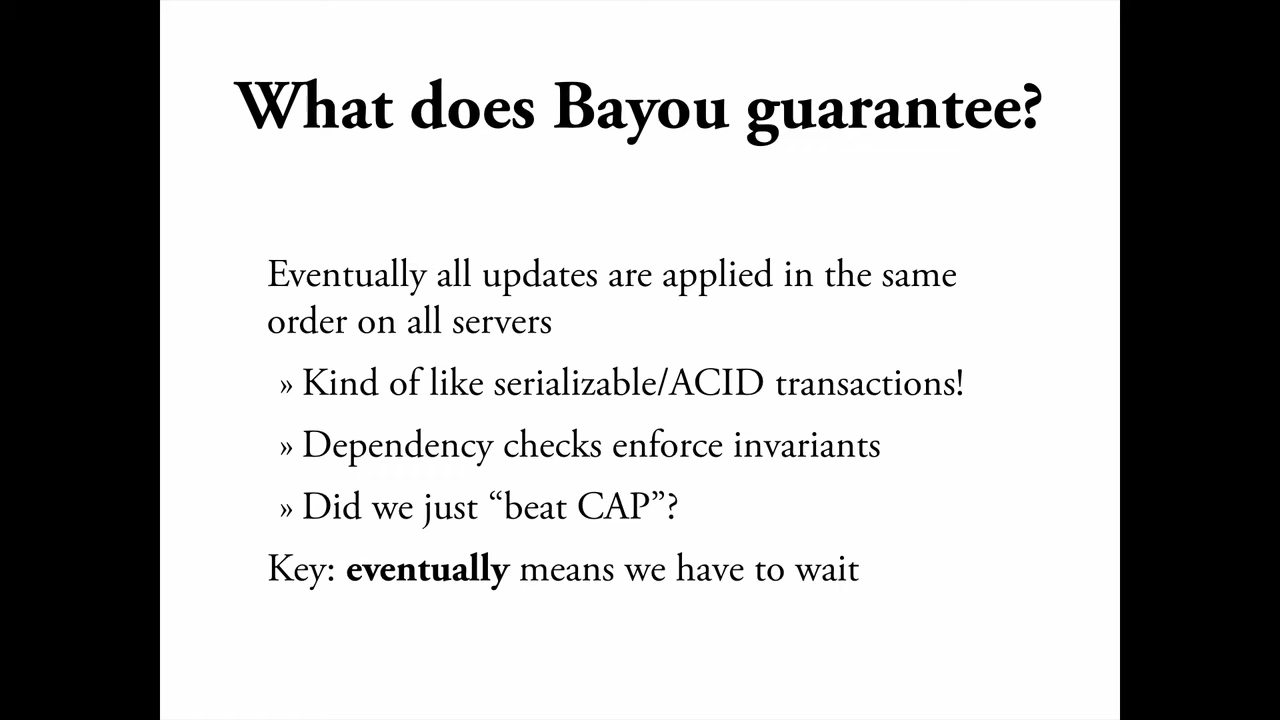 What does Bayou guarantee?
Eventually all updates are applied in the same
order on all servers
» Kind of like serializable/ACID transactions!
» Dependency checks enforce invariants
» Did we just “beat CAP”?
Key: eventually means we have to wait